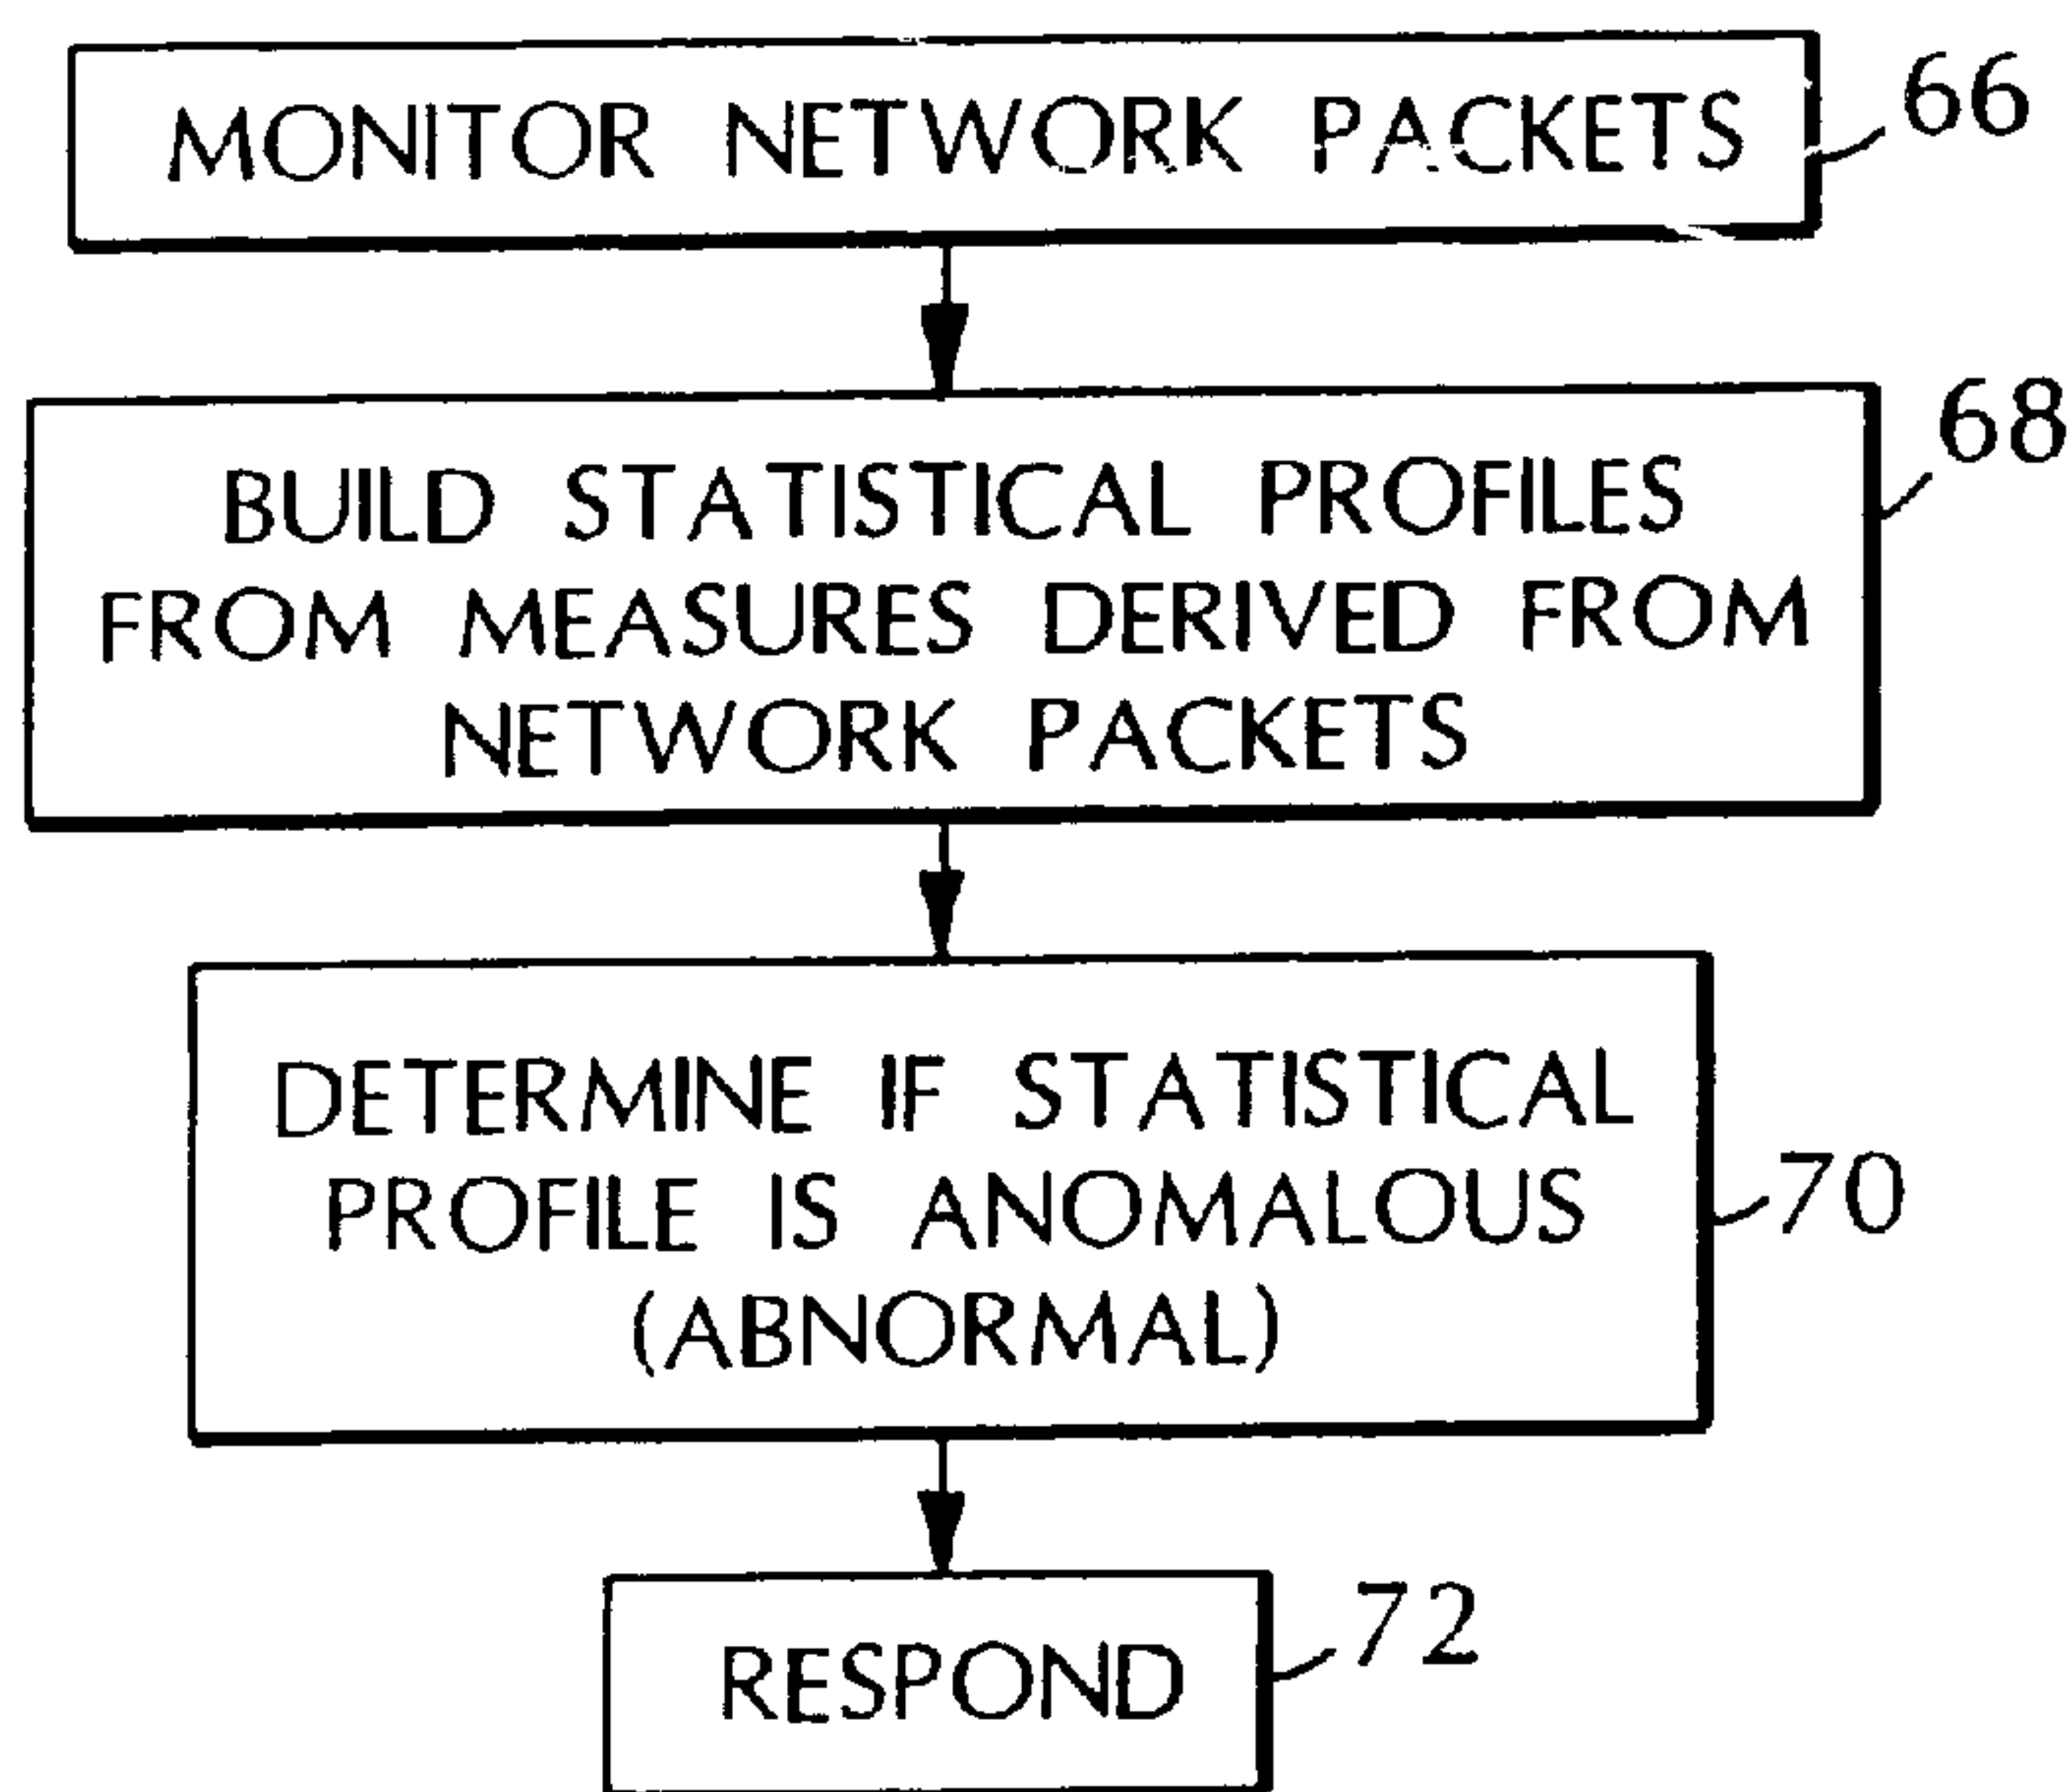 MONITOR NETWORK PACKETS
66
BUILD STATISTICAL PROFILES
FROM MEASURES DERIVED FROM
NETWORK PACKETS
68
DETERMINE IF STATISTICAL
PROFILE IS ANOMALOUS
(ABNORMAL)
70
RESPOND
72